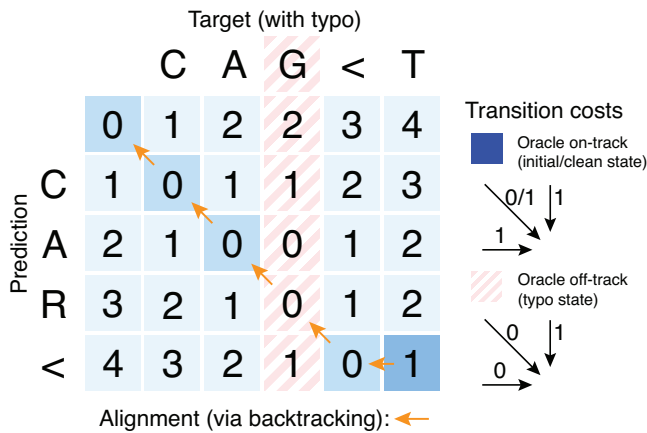 Target (with typo)
C A G < T
0 1 2 2 3 4
C 1 0 1 1 2 3
A 2 1 0 0 1 2
R 3 2 1 0 1 2
< 4 3 2 1 0 1
Prediction
Alignment (via backtracking):
Transition costs
Oracle on-track
(initial/clean state)
0/1 1
1
Oracle off-track
(typo state)
0 1
0